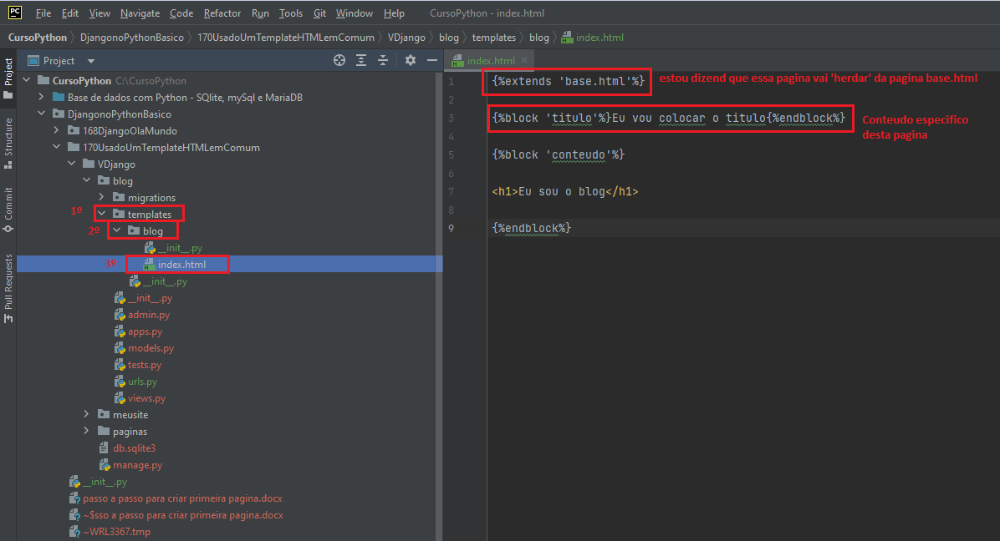 PC File Edit View Navigate Code Refactor Run Tools Git Window Help CursoPython - index.html
CursoPython DjangonoPythonBasico 170UsadoUmTemplateHTMLemComum VDjango blog templates blog index.html
Project
Structure
Commit
Pull Requests
Project
CursoPython C:\CursoPython
Base de dados com Python - SQlite, mySql e MariaDB
DjangonoPythonBasico
168DjangoOlaMundo
170UsadoUmTemplateHTMLemComum
VDjango
blog
migrations
1º templates
2º blog
__init__.py
3º index.html
__init__.py
__init__.py
admin.py
apps.py
models.py
tests.py
urls.py
views.py
meusite
paginas
db.sqlite3
manage.py
__init__.py
passo a passo para criar primeira pagina.docx
~$sso a passo para criar primeira pagina.docx
~WRL3367.tmp
index.html
1 {%extends 'base.html'%} estou dizend que essa pagina vai 'herdar' da pagina base.html
2
3 {%block 'titulo'%}Eu vou colocar o titulo{%endblock%}
Conteudo especifico
desta pagina
4
5 {%block 'conteudo'%}
6
7 <h1>Eu sou o blog</h1>
8
9 {%endblock%}